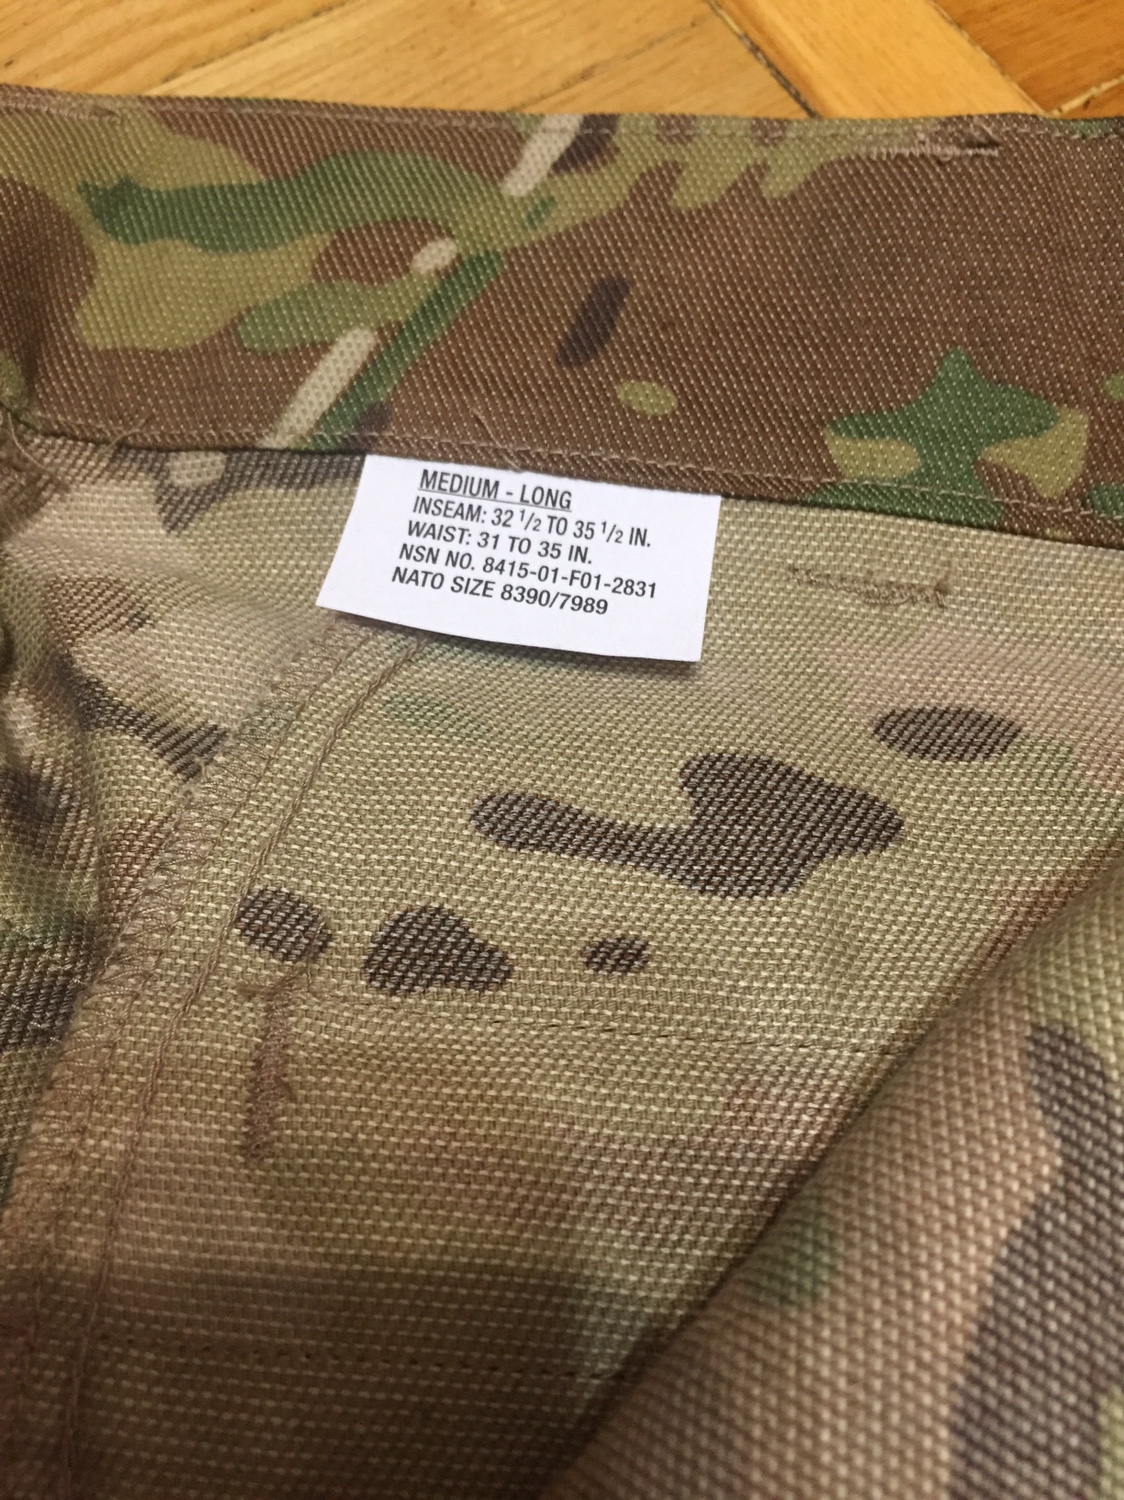 MEDIUM - LONG
INSEAM: 32 1/2 TO 35 1/2 IN.
WAIST: 31 TO 35 IN.
NSN NO. 8415-01-F01-2831
NATO SIZE 8390/7989